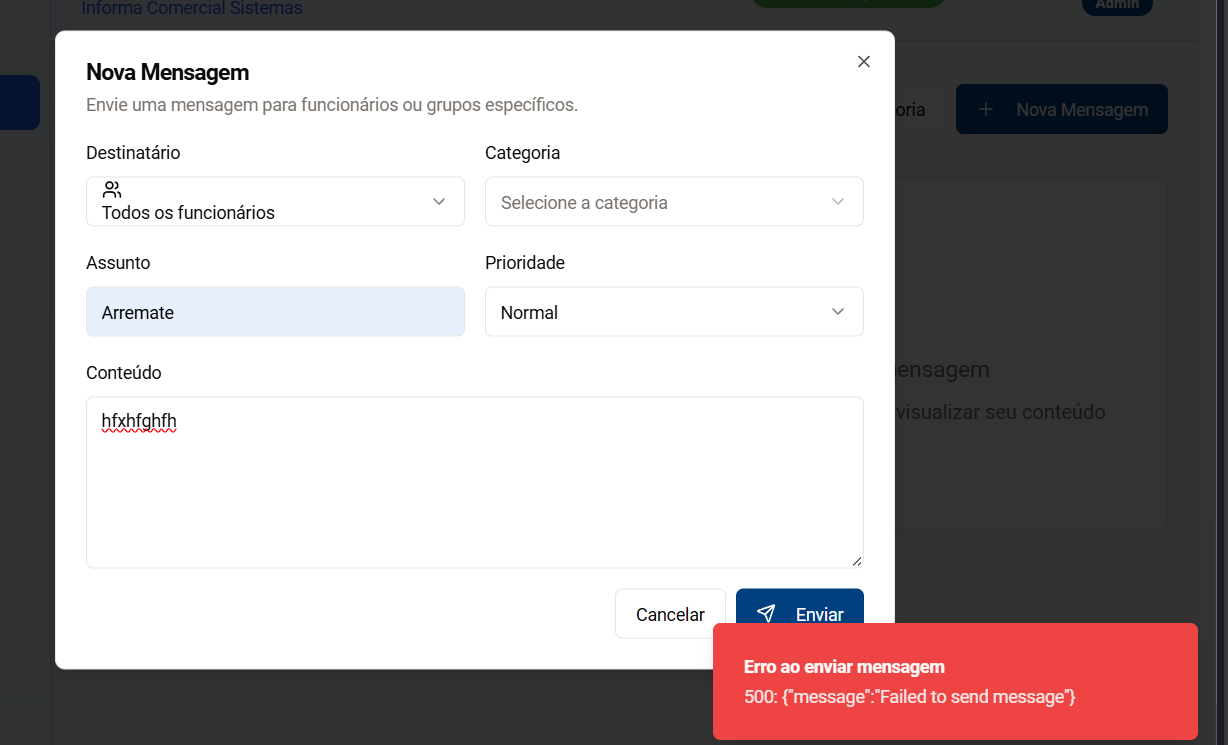 Informa Comercial Sistemas
Admin
Nova Mensagem
Envie uma mensagem para funcionários ou grupos específicos.
oria
+ Nova Mensagem
Destinatário
Categoria
Todos os funcionários
Selecione a categoria
Assunto
Prioridade
Arremate
Normal
ensagem
visualizar seu conteúdo
Conteúdo
hfxhfghfh
Cancelar
Enviar
Erro ao enviar mensagem
500: {"message":"Failed to send message"}